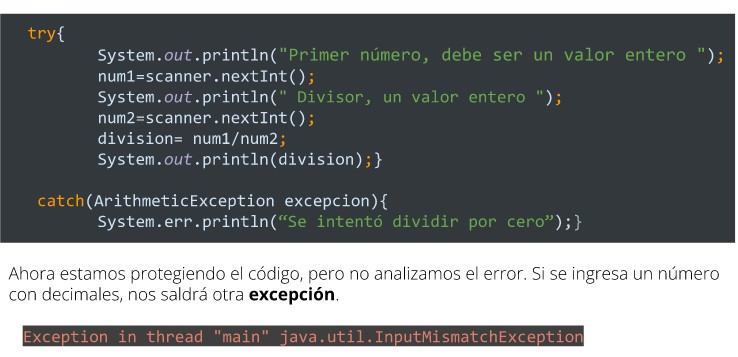 try{
System.out.println("Primer número, debe ser un valor entero ");
num1=scanner.nextInt();
System.out.println(" Divisor, un valor entero ");
num2=scanner.nextInt();
division= num1/num2;
System.out.println(division);}
catch(ArithmeticException excepcion){
System.err.println(“Se intentó dividir por cero”);}
Ahora estamos protegiendo el código, pero no analizamos el error. Si se ingresa un número
con decimales, nos saldrá otra excepción.
Exception in thread "main" java.util.InputMismatchException